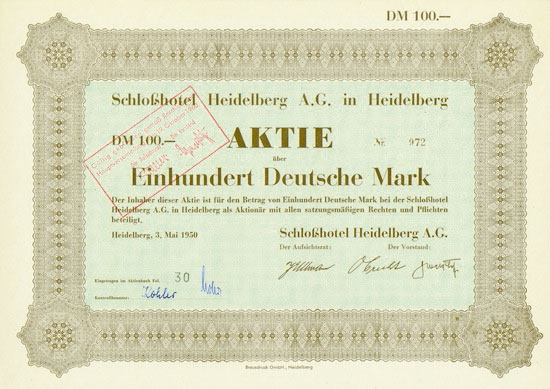 DM 100.—
Schloßhotel Heidelberg A.G. in Heidelberg
DM 100.— AKTIE Nr. 972
über
Einhundert Deutsche Mark
Der Inhaber dieser Aktie ist für den Betrag von Einhundert Deutsche Mark bei der Schloßhotel
Heidelberg A.G. in Heidelberg als Aktionär mit allen satzungsmäßigen Rechten und Pflichten
beteiligt.
Heidelberg, 3. Mai 1950 Schloßhotel Heidelberg A.G.
Der Aufsichtsrat: Der Vorstand:
Eingetragen im Aktienbuch Fol. 30
Kontrollnummer: Köhler
Brausdruck GmbH., Heidelberg